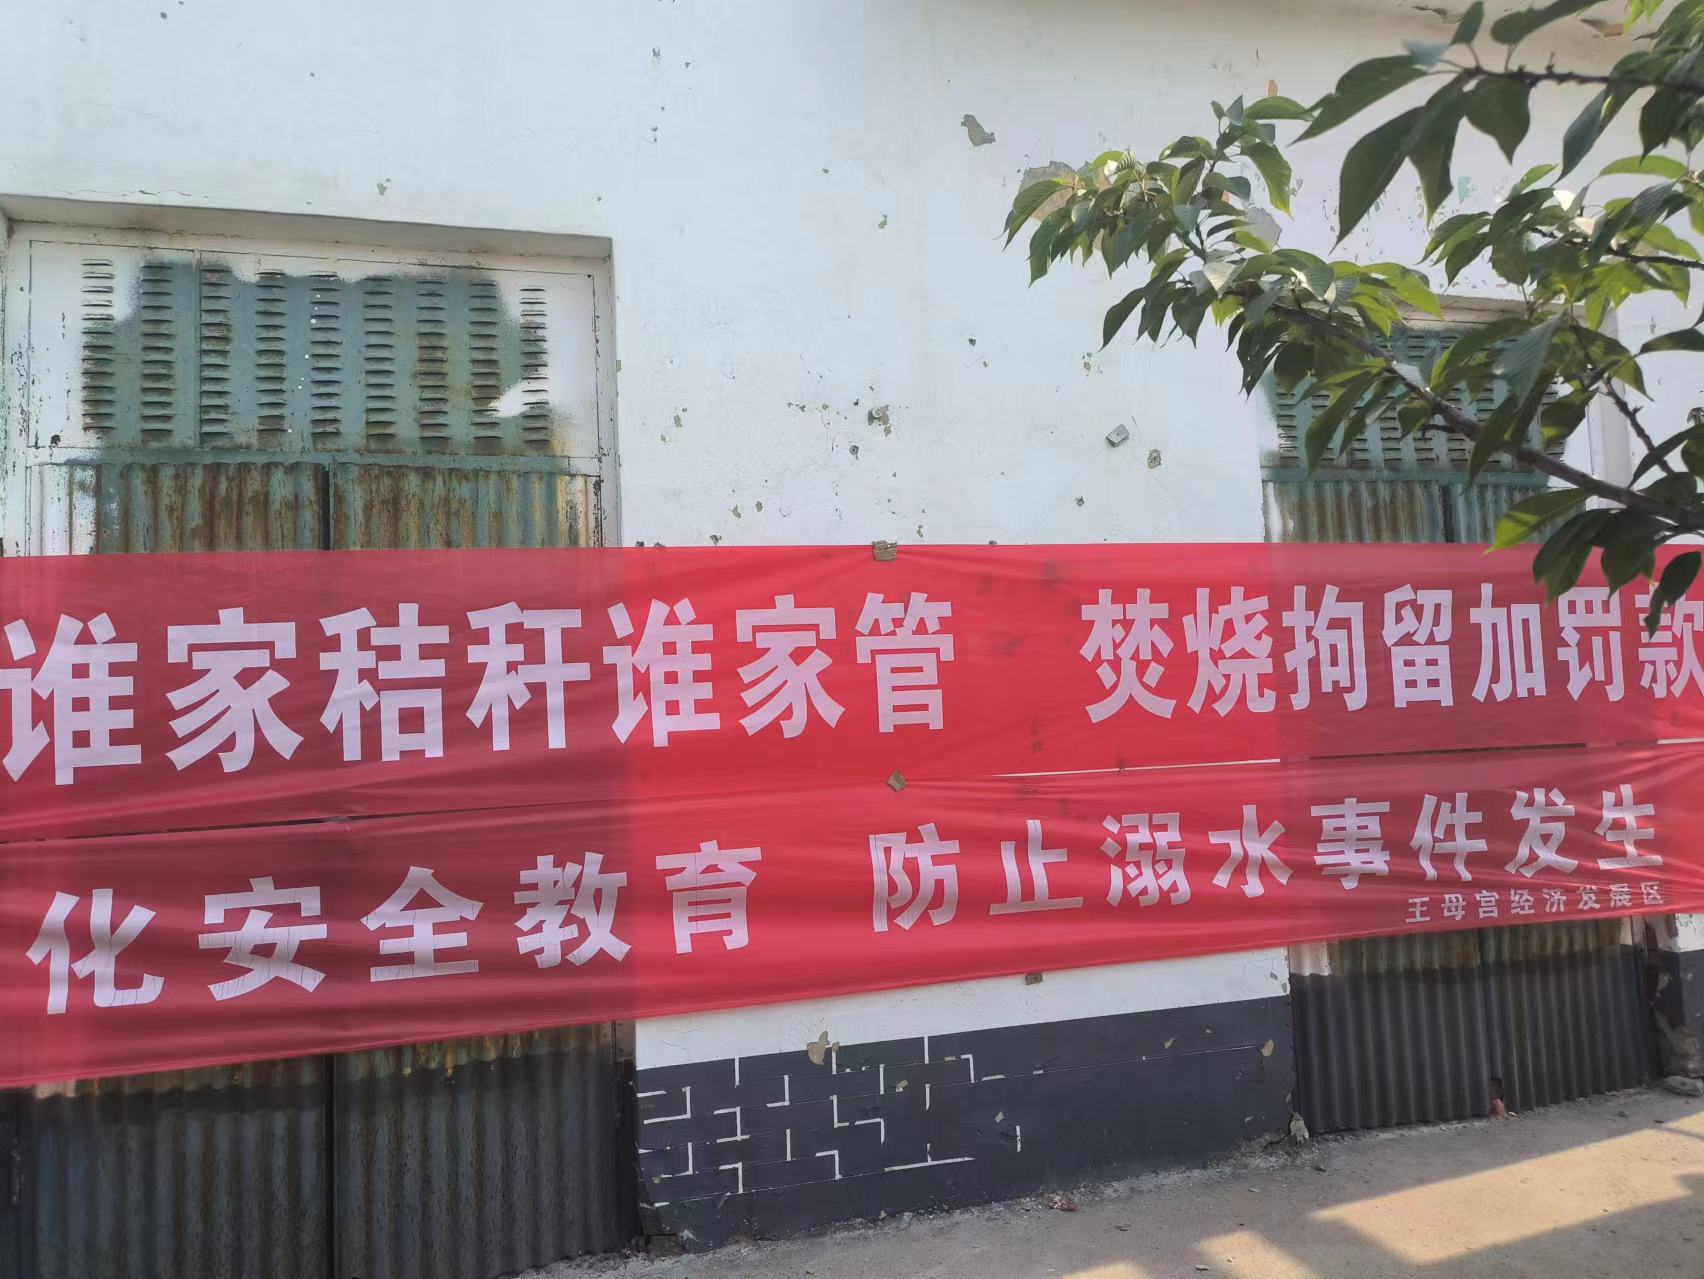 谁家秸秆谁家管 焚烧拘留加罚款
化安全教育 防止溺水事件发生
王母宫经济发展区